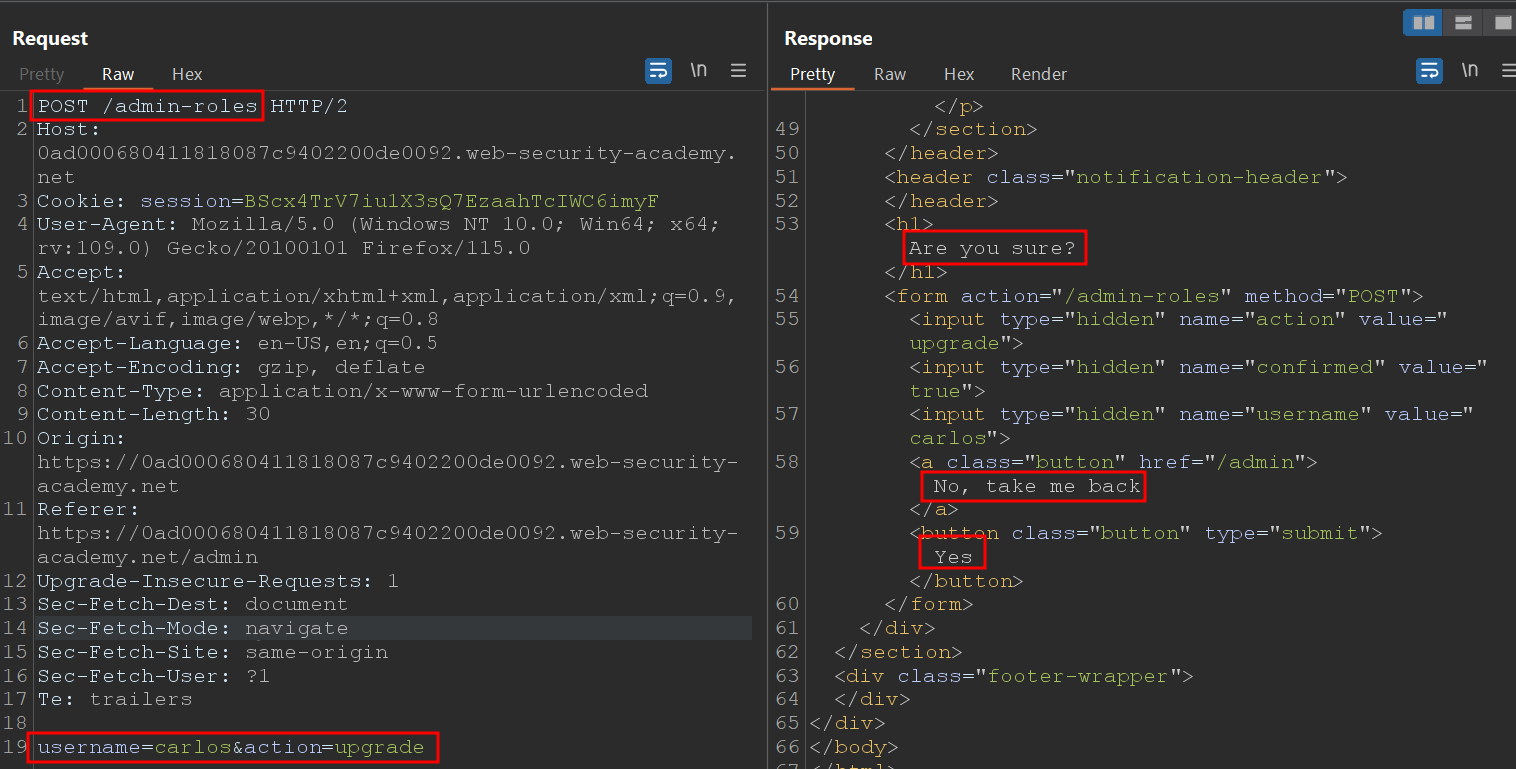 Request
Pretty Raw Hex \n
1 POST /admin-roles HTTP/2
2 Host:
0ad000680411818087c9402200de0092.web-security-academy.
net
3 Cookie: session=BScx4TrV7iu1X3sQ7EzaahTcIWC6imyF
4 User-Agent: Mozilla/5.0 (Windows NT 10.0; Win64; x64;
rv:109.0) Gecko/20100101 Firefox/115.0
5 Accept:
text/html,application/xhtml+xml,application/xml;q=0.9,
image/avif,image/webp,*/*;q=0.8
6 Accept-Language: en-US,en;q=0.5
7 Accept-Encoding: gzip, deflate
8 Content-Type: application/x-www-form-urlencoded
9 Content-Length: 30
10 Origin:
https://0ad000680411818087c9402200de0092.web-security-
academy.net
11 Referer:
https://0ad000680411818087c9402200de0092.web-security-
academy.net/admin
12 Upgrade-Insecure-Requests: 1
13 Sec-Fetch-Dest: document
14 Sec-Fetch-Mode: navigate
15 Sec-Fetch-Site: same-origin
16 Sec-Fetch-User: ?1
17 Te: trailers
18
19 username=carlos&action=upgrade
Response
Pretty Raw Hex Render \n
</p>
49 </section>
50 </header>
51 <header class="notification-header">
52 </header>
53 <h1>
Are you sure?
</h1>
54 <form action="/admin-roles" method="POST">
55 <input type="hidden" name="action" value="
upgrade">
56 <input type="hidden" name="confirmed" value="
true">
57 <input type="hidden" name="username" value="
carlos">
58 <a class="button" href="/admin">
No, take me back
</a>
59 <button class="button" type="submit">
Yes
</button>
60 </form>
61 </div>
62 </section>
63 <div class="footer-wrapper">
64 </div>
65 </div>
66 </body>
67 </html>